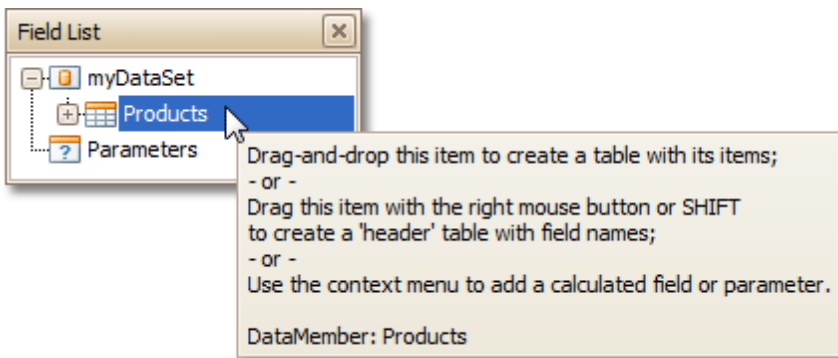 Field List
myDataSet
Products
Parameters
Drag-and-drop this item to create a table with its items;
- or -
Drag this item with the right mouse button or SHIFT
to create a 'header' table with field names;
- or -
Use the context menu to add a calculated field or parameter.
DataMember: Products